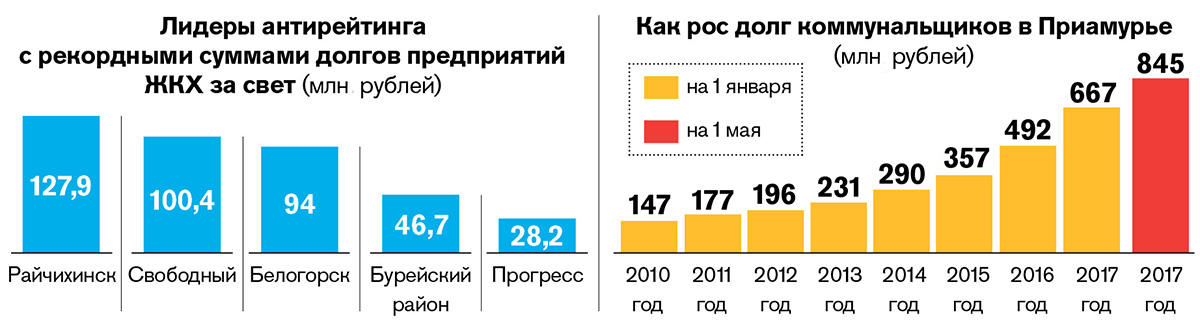 Лидеры антирейтинга
с рекордными суммами долгов предприятий
ЖКХ за свет (млн рублей)
127,9
100,4
94
46,7
28,2
Райчихинск
Свободный
Белогорск
Бурейский
район
Прогресс
Как рос долг коммунальщиков в Приамурье
(млн рублей)
на 1 января
на 1 мая
147
177
196
231
290
357
492
667
845
2010
год
2011
год
2012
год
2013
год
2014
год
2015
год
2016
год
2017
год
2017
год